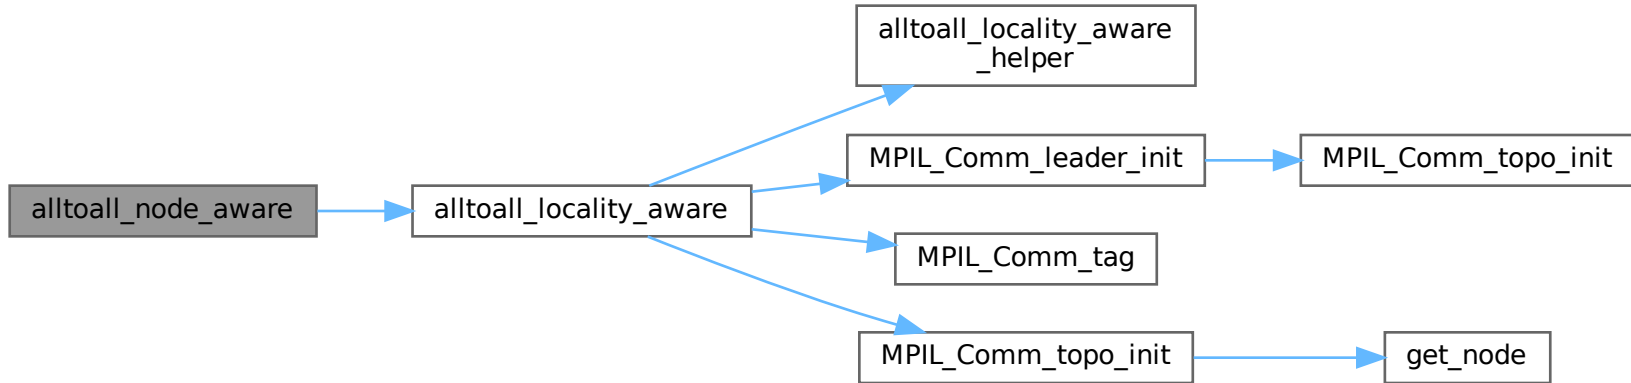 alltoall_node_aware
alltoall_locality_aware
alltoall_locality_aware
_helper
MPIL_Comm_leader_init
MPIL_Comm_topo_init
MPIL_Comm_tag
MPIL_Comm_topo_init
get_node